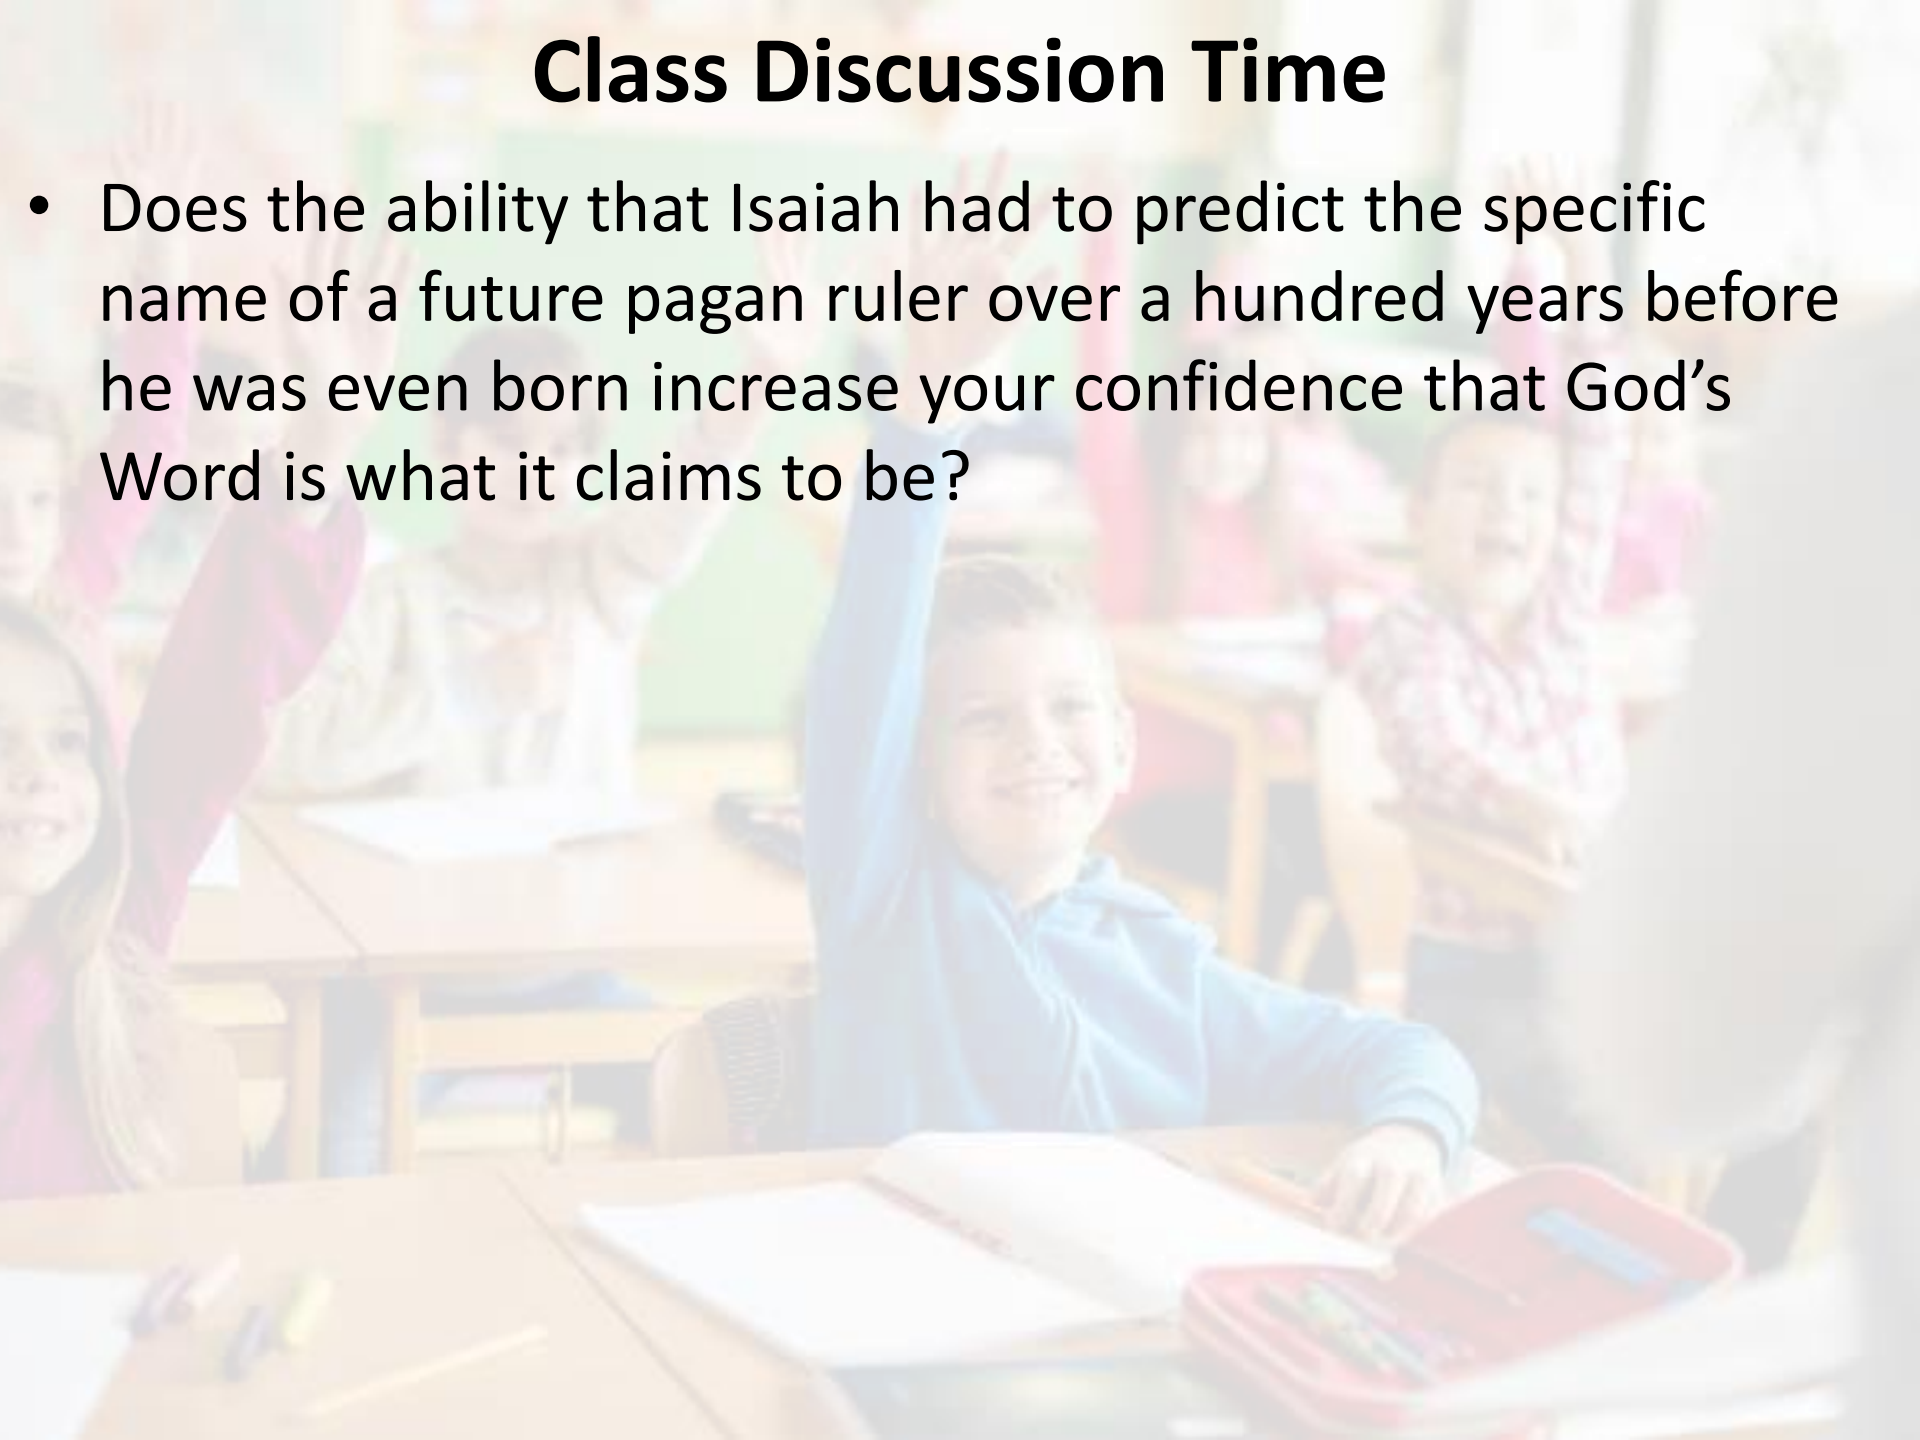 Class Discussion Time
• Does the ability that Isaiah had to predict the specific
name of a future pagan ruler over a hundred years before
he was even born increase your confidence that God’s
Word is what it claims to be?